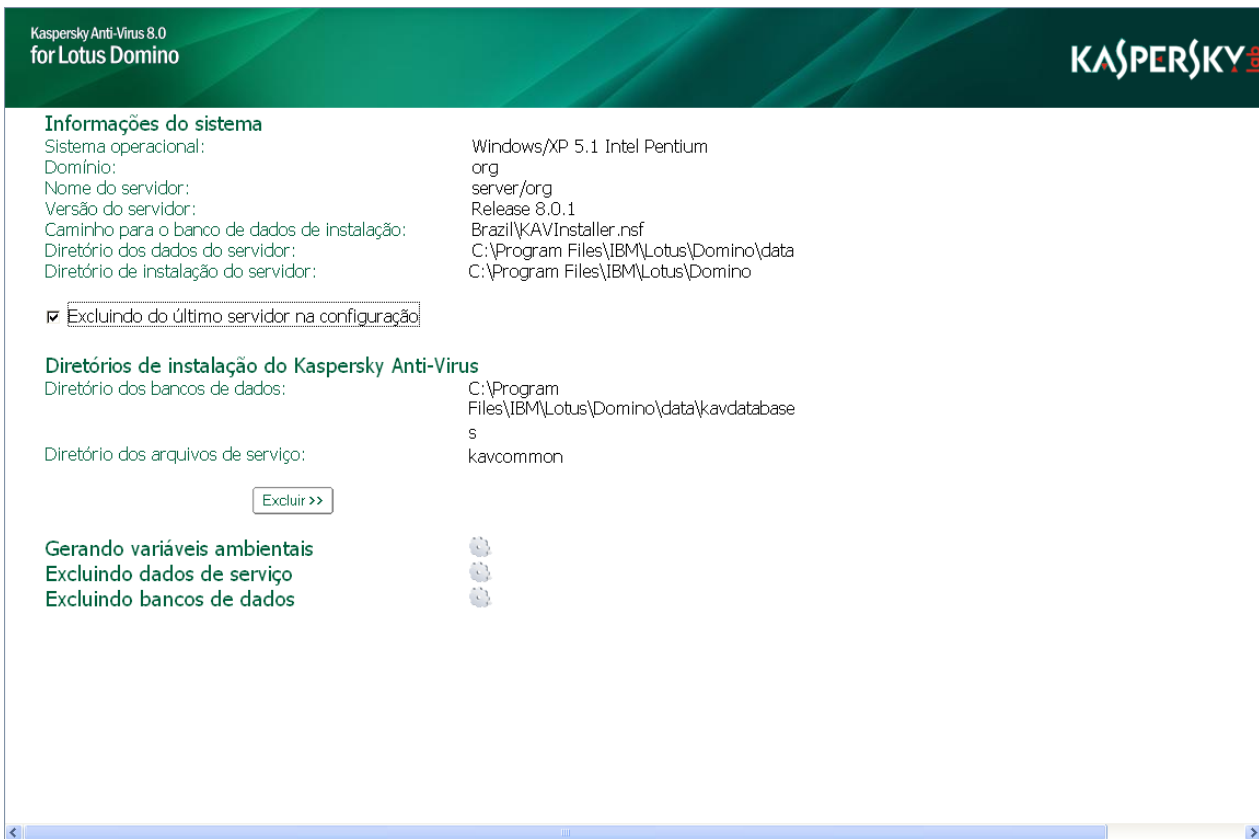 Kaspersky Anti-Virus 8.0
for Lotus Domino
KASPERSKY lab
Informações do sistema
Sistema operacional: Windows/XP 5.1 Intel Pentium
Domínio: org
Nome do servidor: server/org
Versão do servidor: Release 8.0.1
Caminho para o banco de dados de instalação: Brazil\KAVInstaller.nsf
Diretório dos dados do servidor: C:\Program Files\IBM\Lotus\Domino\data
Diretório de instalação do servidor: C:\Program Files\IBM\Lotus\Domino
Excluindo do último servidor na configuração
Diretórios de instalação do Kaspersky Anti-Virus
Diretório dos bancos de dados: C:\Program
Files\IBM\Lotus\Domino\data\kavdatabase
s
Diretório dos arquivos de serviço: kavcommon
Excluir >>
Gerando variáveis ambientais
Excluindo dados de serviço
Excluindo bancos de dados